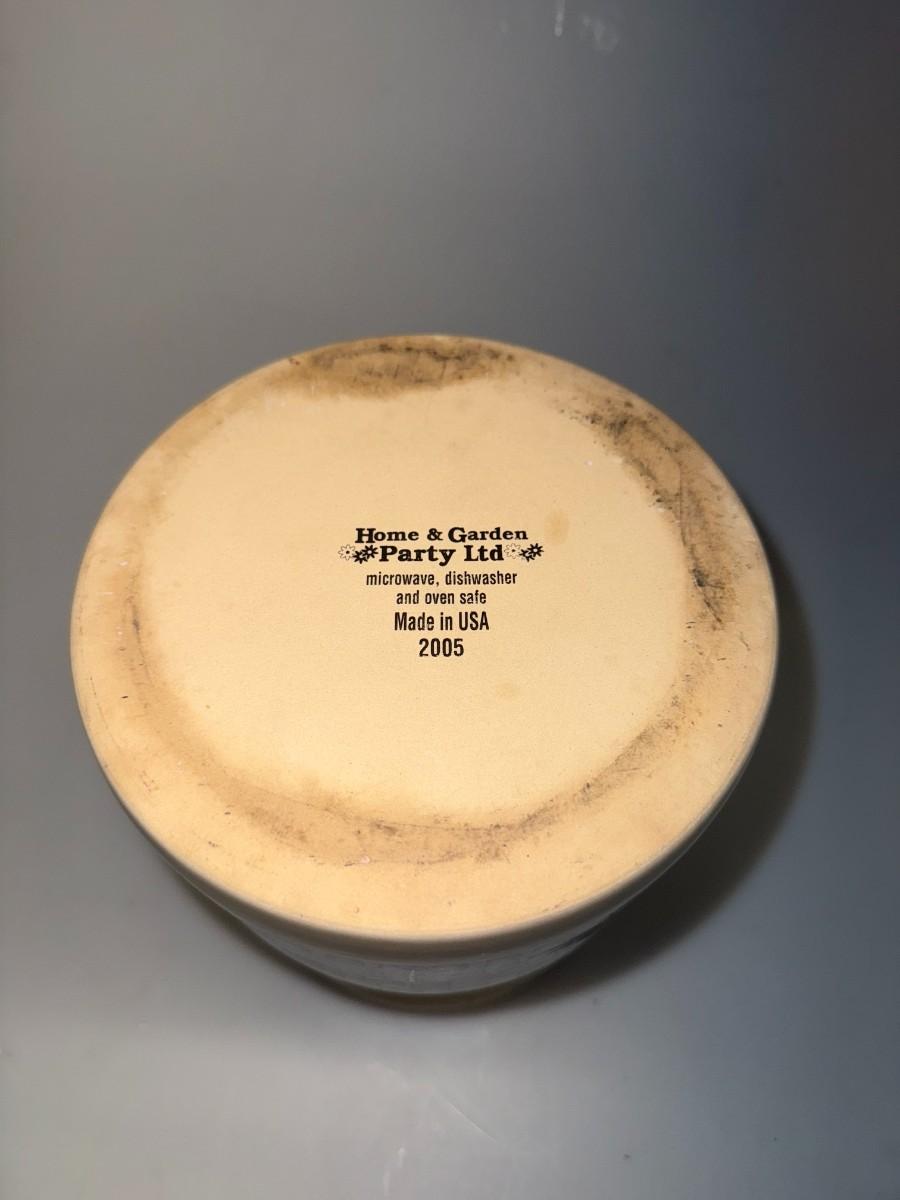 Home & Garden
Party Ltd
microwave, dishwasher
and oven safe
Made in USA
2005